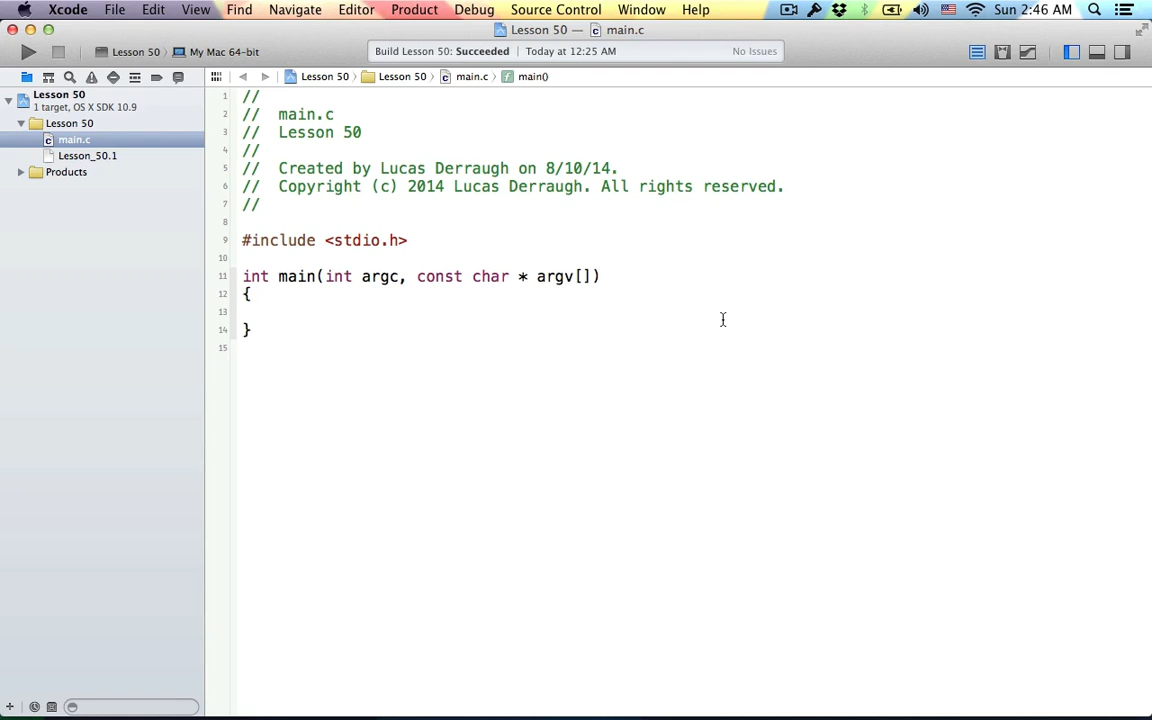 Xcode File Edit View Find Navigate Editor Product Debug Source Control Window Help Sun 2:46 AM
Lesson 50 — main.c
Lesson 50 〉 My Mac 64-bit
Build Lesson 50: Succeeded | Today at 12:25 AM No Issues
Lesson 50 〉 Lesson 50 〉 main.c 〉 f main()
Lesson 50
1 target, OS X SDK 10.9
Lesson 50
main.c
Lesson_50.1
Products
1 //
2 // main.c
3 // Lesson 50
4 //
5 // Created by Lucas Derraugh on 8/10/14.
6 // Copyright (c) 2014 Lucas Derraugh. All rights reserved.
7 //
8
9 #include <stdio.h>
10
11 int main(int argc, const char * argv[])
12 {
13
14 }
15